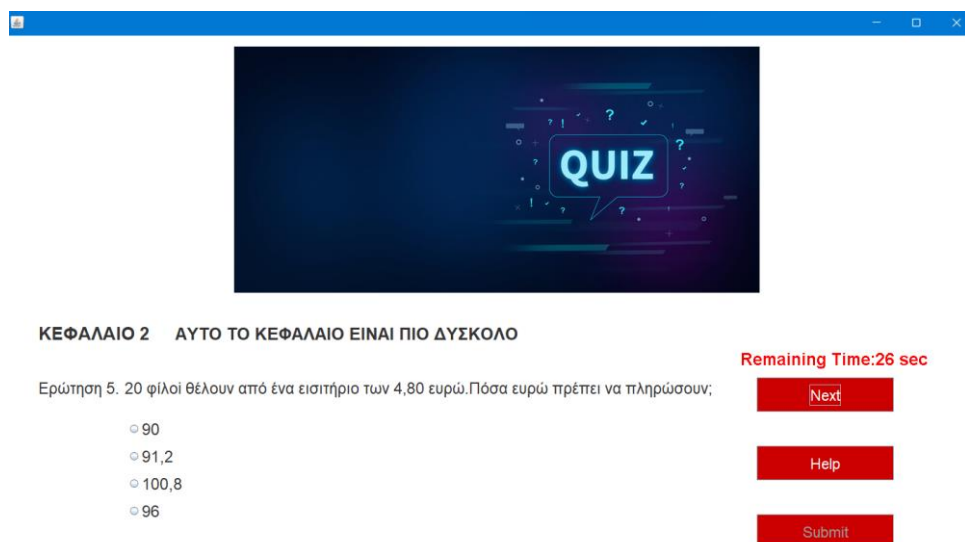 QUIZ
ΚΕΦΑΛΑΙΟ 2 ΑΥΤΟ ΤΟ ΚΕΦΑΛΑΙΟ ΕΙΝΑΙ ΠΙΟ ΔΥΣΚΟΛΟ
Remaining Time:26 sec
Ερώτηση 5. 20 φίλοι θέλουν από ένα εισιτήριο των 4,80 ευρώ.Πόσα ευρώ πρέπει να πληρώσουν;
Next
90
91,2
Help
100,8
96
Submit